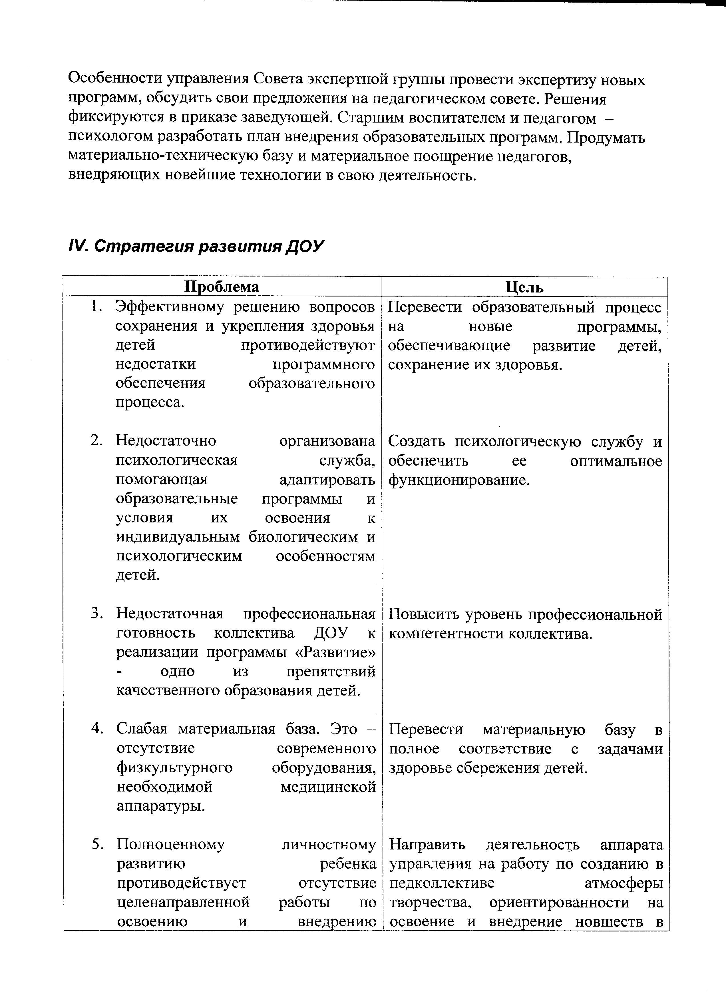 Особенности управления Совета экспертной группы провести экспертизу новых
программ, обсудить свои предложения на педагогическом совете. Решения
фиксируются в приказе заведующей. Старшим воспитателем и педагогом –
психологом разработать план внедрения образовательных программ. Продумать
материально-техническую базу и материальное поощрение педагогов,
внедряющих новейшие технологии в свою деятельность.
IV. Стратегия развития ДОУ
Проблема
Цель
1. Эффективному решению вопросов
сохранения и укрепления здоровья
детей противодействуют
недостатки программного
обеспечения образовательного
процесса.
Перевести образовательный процесс
на новые программы,
обеспечивающие развитие детей,
сохранение их здоровья.
2. Недостаточно организована
психологическая служба,
помогающая адаптировать
образовательные программы и
условия их освоения к
индивидуальным биологическим и
психологическим особенностям
детей.
Создать психологическую службу и
обеспечить ее оптимальное
функционирование.
3. Недостаточная профессиональная
готовность коллектива ДОУ к
реализации программы «Развитие»
- одно из препятствий
качественного образования детей.
Повысить уровень профессиональной
компетентности коллектива.
4. Слабая материальная база. Это –
отсутствие современного
физкультурного оборудования,
необходимой медицинской
аппаратуры.
Перевести материальную базу в
полное соответствие с задачами
здоровье сбережения детей.
5. Полноценному личностному
развитию ребенка
противодействует отсутствие
целенаправленной работы по
освоению и внедрению
Направить деятельность аппарата
управления на работу по созданию в
педколлективе атмосферы
творчества, ориентированности на
освоение и внедрение новшеств в